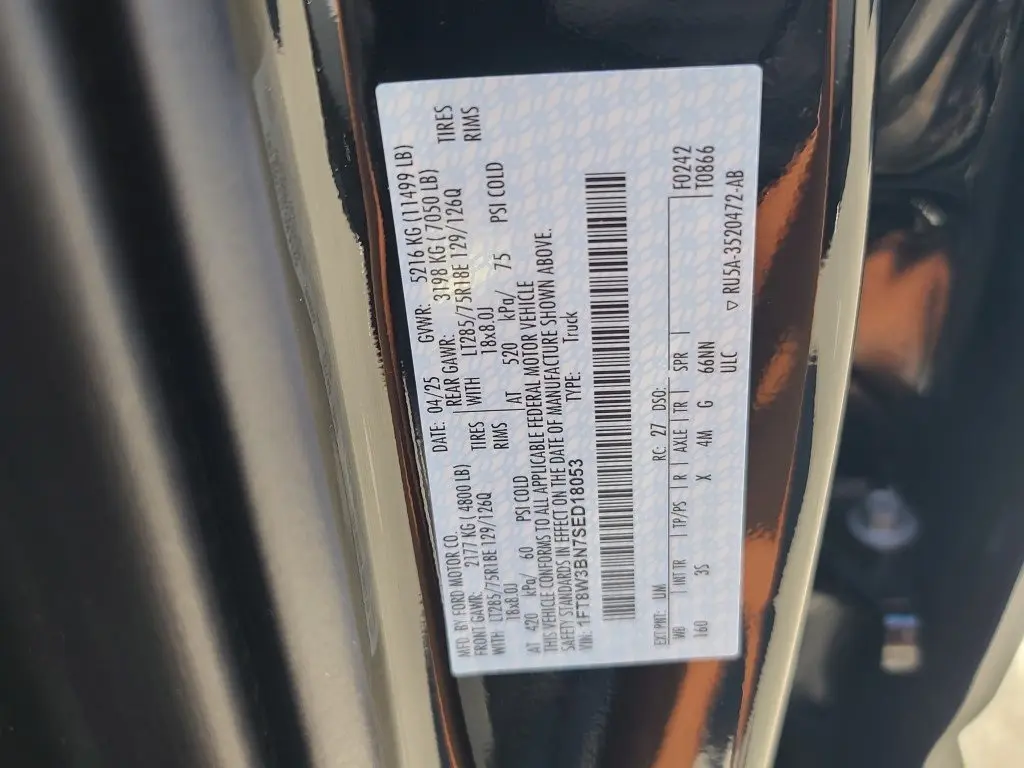 MFD. BY FORD MOTOR CO.
DATE: 04/25 GVWR: 5216 KG (11499 LB)
FRONT GAWR: 2177 KG (4800 LB) REAR GAWR: 3198 KG (7050 LB)
WITH LT285/75R18E 129/126Q TIRES WITH LT285/75R18E 129/126Q TIRES
18x8.0J RIMS 18x8.0J RIMS
AT 420 kPa/ 60 PSI COLD AT 520 kPa/ 75 PSI COLD
THIS VEHICLE CONFORMS TO ALL APPLICABLE FEDERAL MOTOR VEHICLE
SAFETY STANDARDS IN EFFECT ON THE DATE OF MANUFACTURE SHOWN ABOVE.
VIN: 1FT8W3BN7SED18053 TYPE: Truck
EXT PNT: UM RC: 27 DSO: F0242
WB INT TR TP/PS R AXLE TR SPR T0866
160 3S X 4M G 66NN
ULC
▽ RU5A-3520472-AB